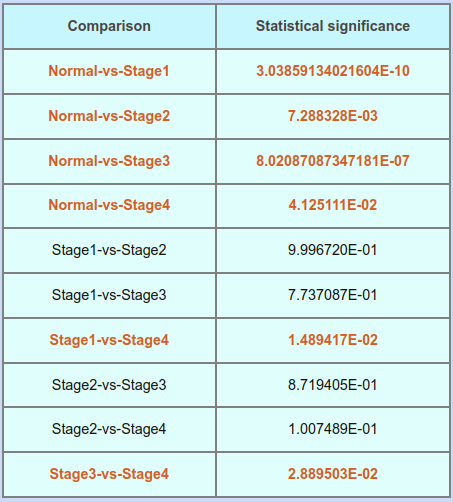 Comparison Statistical significance
Normal-vs-Stage1 3.03859134021604E-10
Normal-vs-Stage2 7.288328E-03
Normal-vs-Stage3 8.02087087347181E-07
Normal-vs-Stage4 4.125111E-02
Stage1-vs-Stage2 9.996720E-01
Stage1-vs-Stage3 7.737087E-01
Stage1-vs-Stage4 1.489417E-02
Stage2-vs-Stage3 8.719405E-01
Stage2-vs-Stage4 1.007489E-01
Stage3-vs-Stage4 2.889503E-02